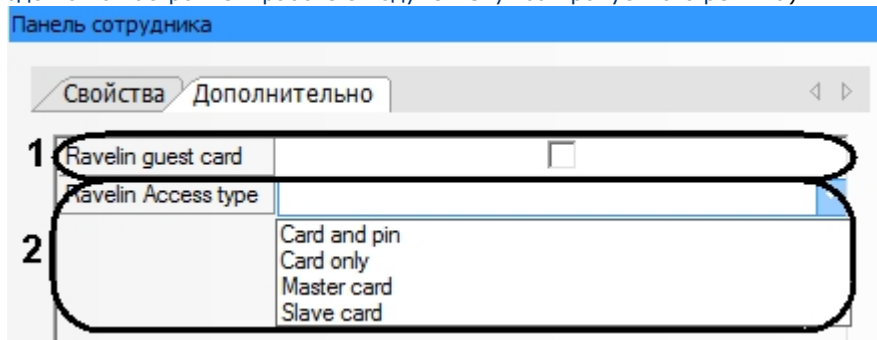 Панель сотрудника
Свойства Дополнительно
1 Ravelin guest card
Ravelin Access type
2
Card and pin
Card only
Master card
Slave card